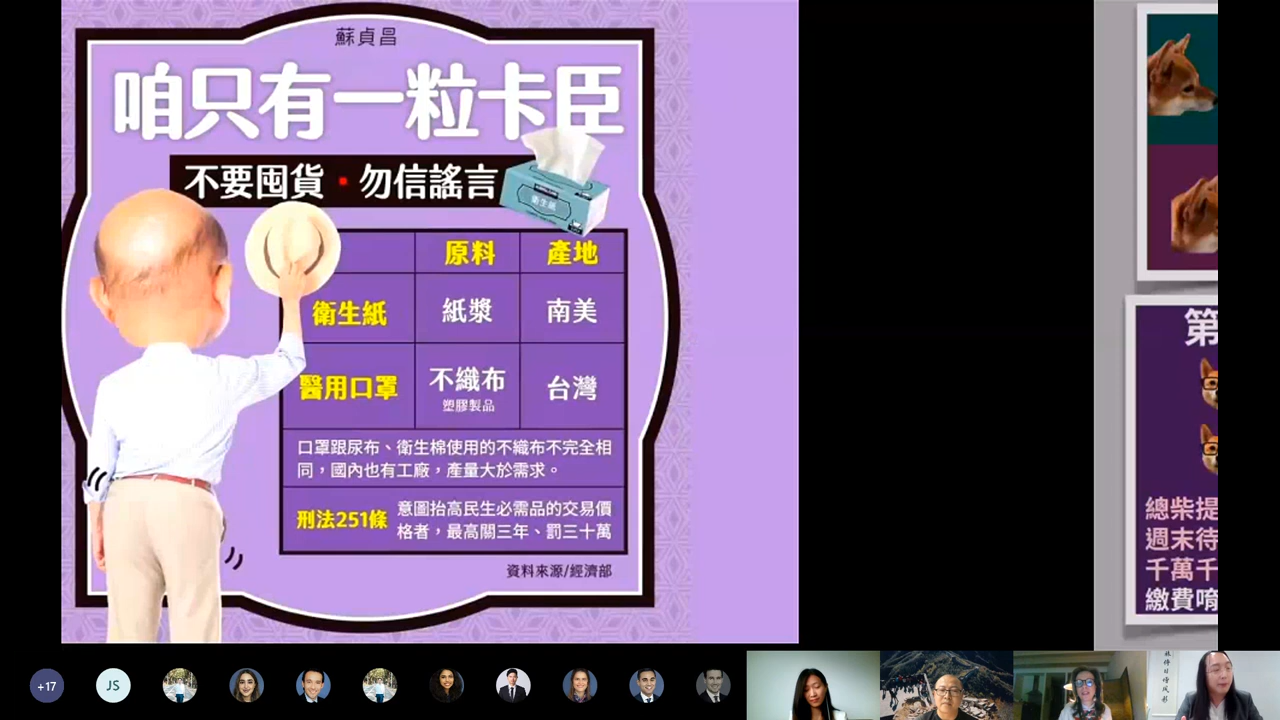 蘇貞昌
咱只有一粒卡臣
不要囤貨·勿信謠言
衛生紙
原料 產地
衛生紙 紙漿 南美
醫用口罩 不織布 台灣
塑膠製品
口罩跟尿布、衛生棉使用的不織布不完全相
同，國內也有工廠，產量大於需求。
刑法251條
意圖抬高民生必需品的交易價
格者，最高關三年、罰三十萬
資料來源/經濟部
第
總柴提
週末待
千萬千
繳費唷
+17
JS